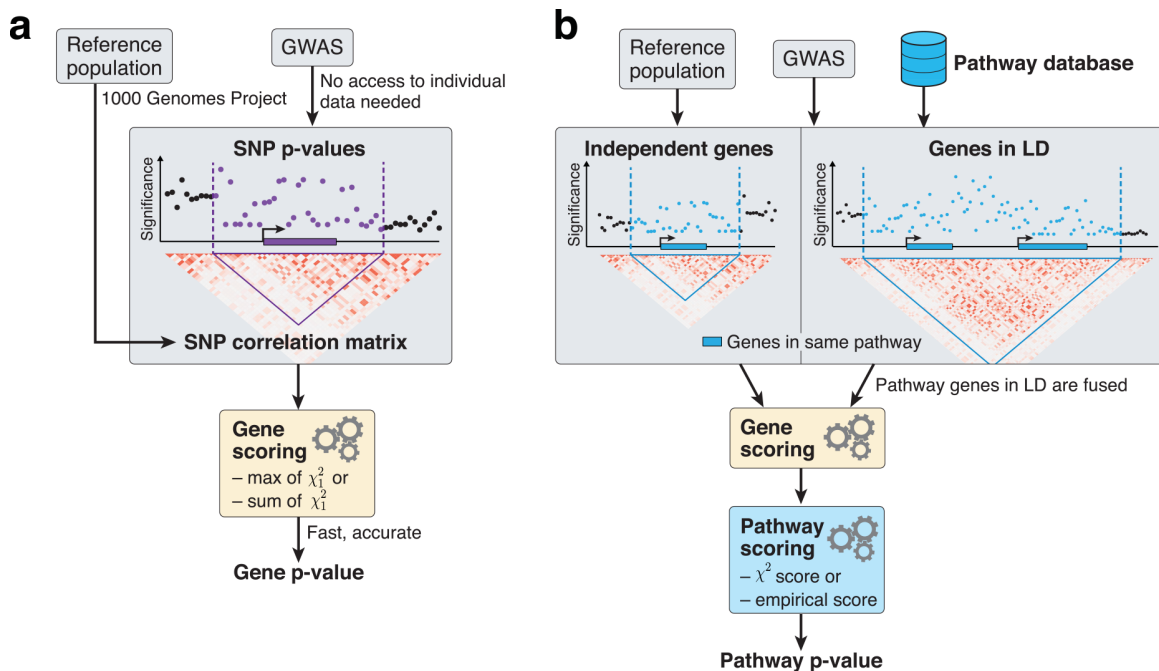 a
Reference
population
GWAS
1000 Genomes Project
No access to individual
data needed
SNP p-values
Significance
SNP correlation matrix
Gene
scoring
– max of χ₁² or
– sum of χ₁²
Fast, accurate
Gene p-value
b
Reference
population
GWAS
Pathway database
Independent genes
Significance
Genes in LD
Significance
Genes in same pathway
Pathway genes in LD are fused
Gene
scoring
Pathway
scoring
– χ² score or
– empirical score
Pathway p-value